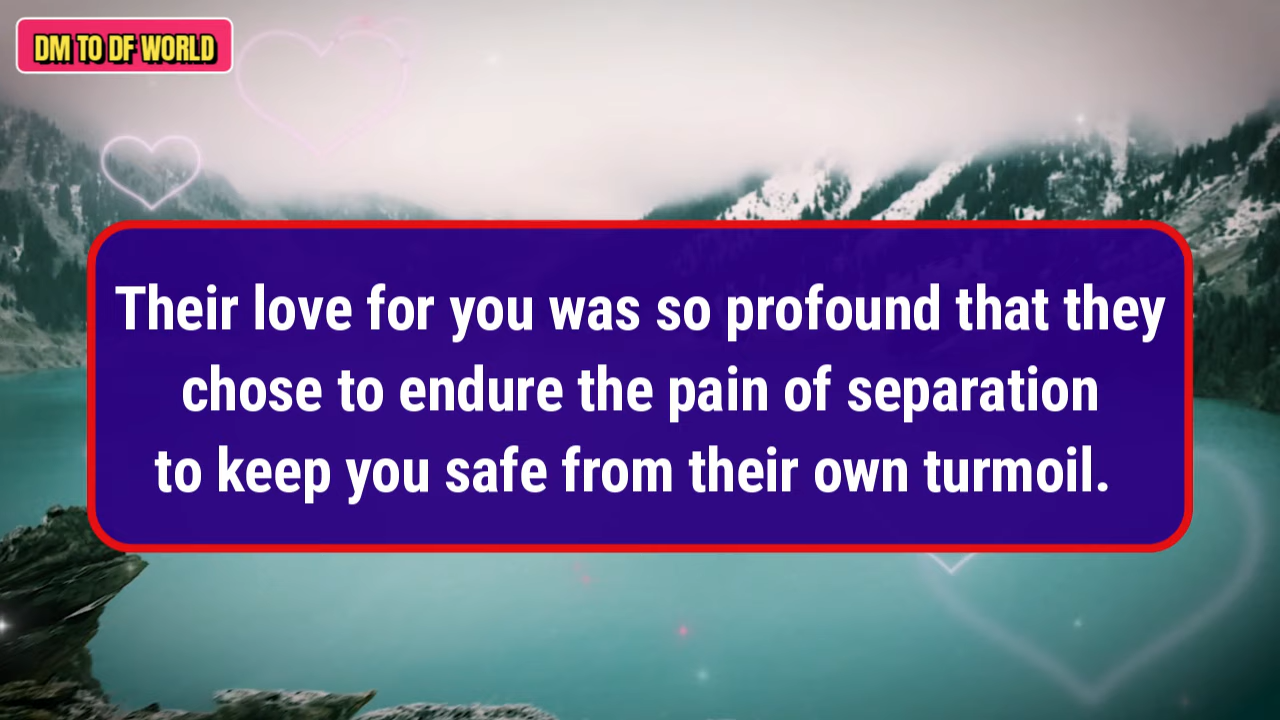 DM TO DF WORLD
Their love for you was so profound that they
chose to endure the pain of separation
to keep you safe from their own turmoil.